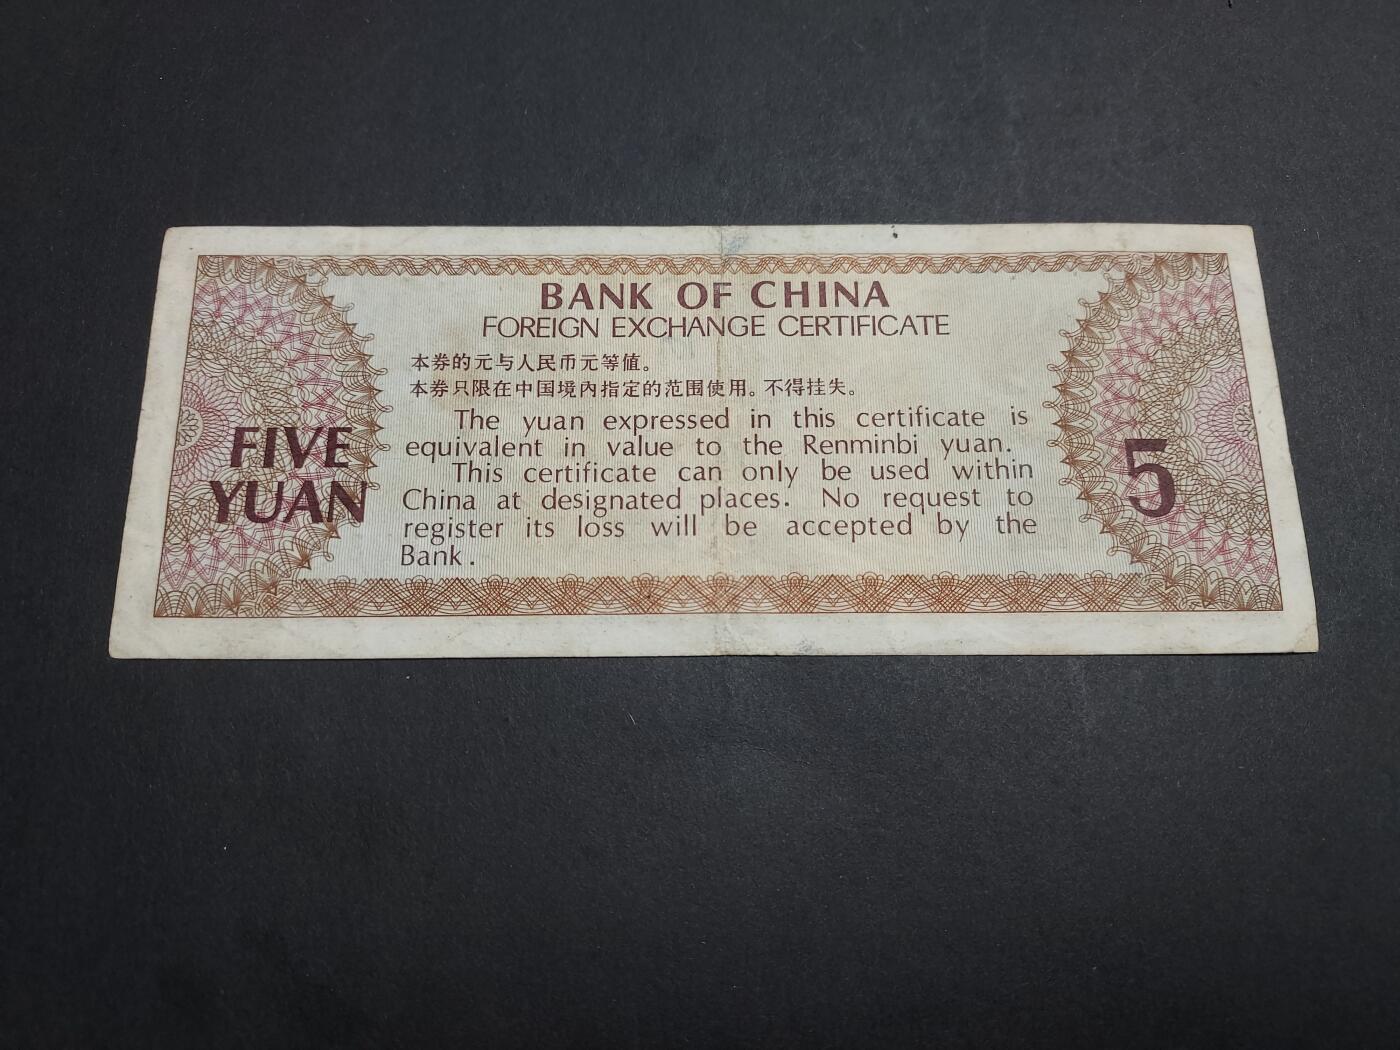 BANK OF CHINA
FOREIGN EXCHANGE CERTIFICATE
本券的元与人民币元等値。
本券只限在中国境内指定的范围使用。不得挂失。
The yuan expressed in this certificate is
equivalent in value to the Renminbi yuan.
This certificate can only be used within
China at designated places. No request to
register its loss will be accepted by the
Bank.
FIVE
YUAN
5